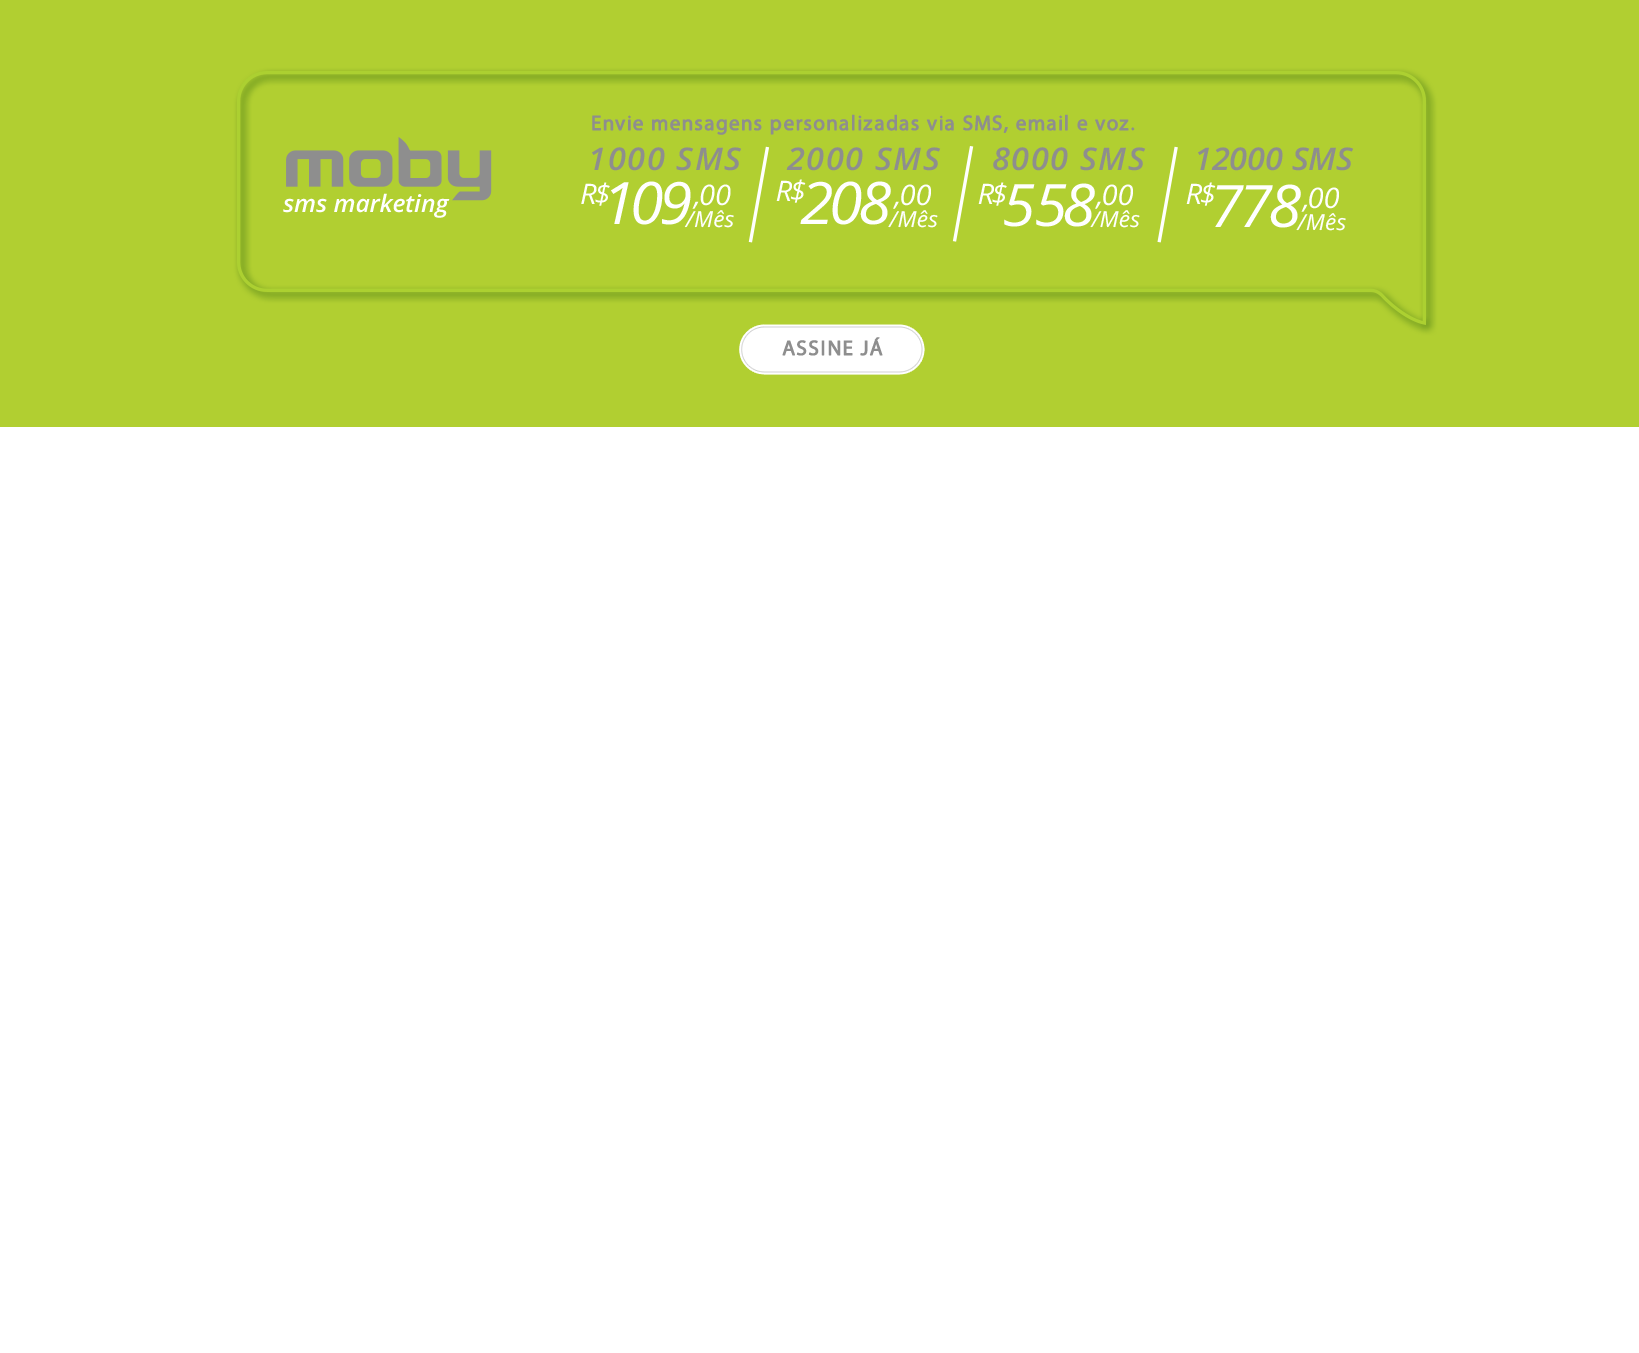 moby
sms marketing
Envie mensagens personalizadas via SMS, email e voz.
1000 SMS
R$109,00/Mês
2000 SMS
R$208,00/Mês
8000 SMS
R$558,00/Mês
12000 SMS
R$778,00/Mês
ASSINE JÁ